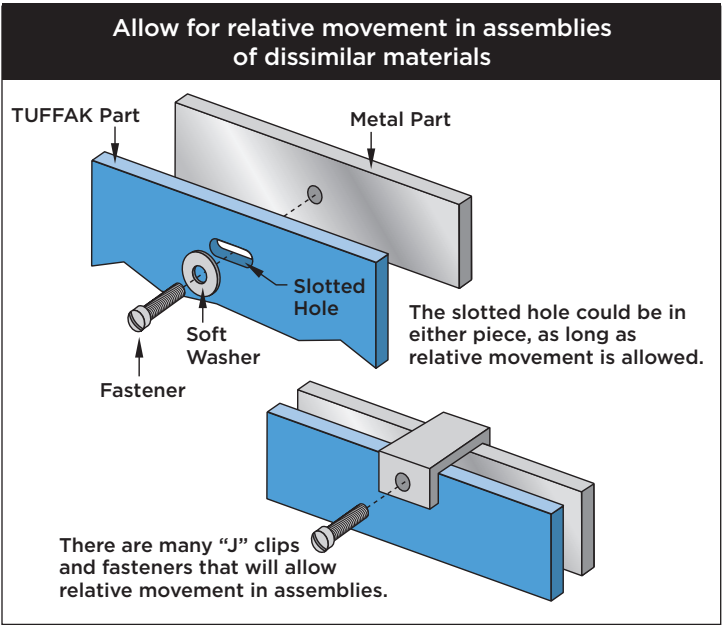 Allow for relative movement in assemblies
of dissimilar materials
TUFFAK Part
Metal Part
Slotted
Hole
Soft
Washer
Fastener
The slotted hole could be in
either piece, as long as
relative movement is allowed.
There are many “J” clips
and fasteners that will allow
relative movement in assemblies.